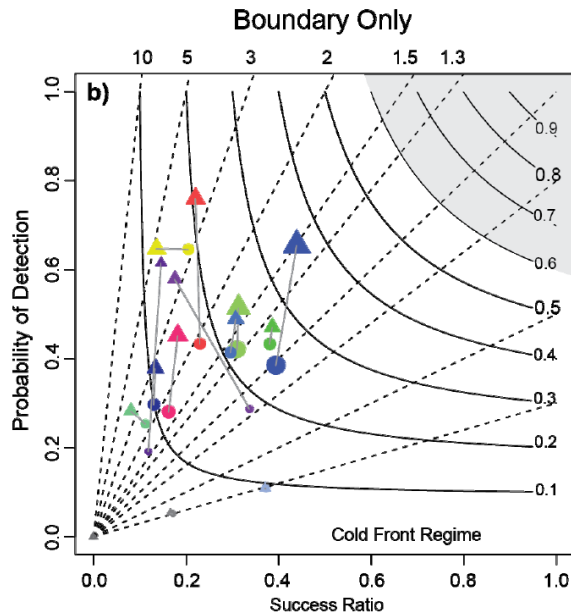 Boundary Only
10 5 3 2 1.5 1.3
b)
1.0
0.8
0.6
0.4
0.2
0.0
Probability of Detection
0.9
0.8
0.7
0.6
0.5
0.4
0.3
0.2
0.1
Cold Front Regime
0.0 0.2 0.4 0.6 0.8 1.0
Success Ratio